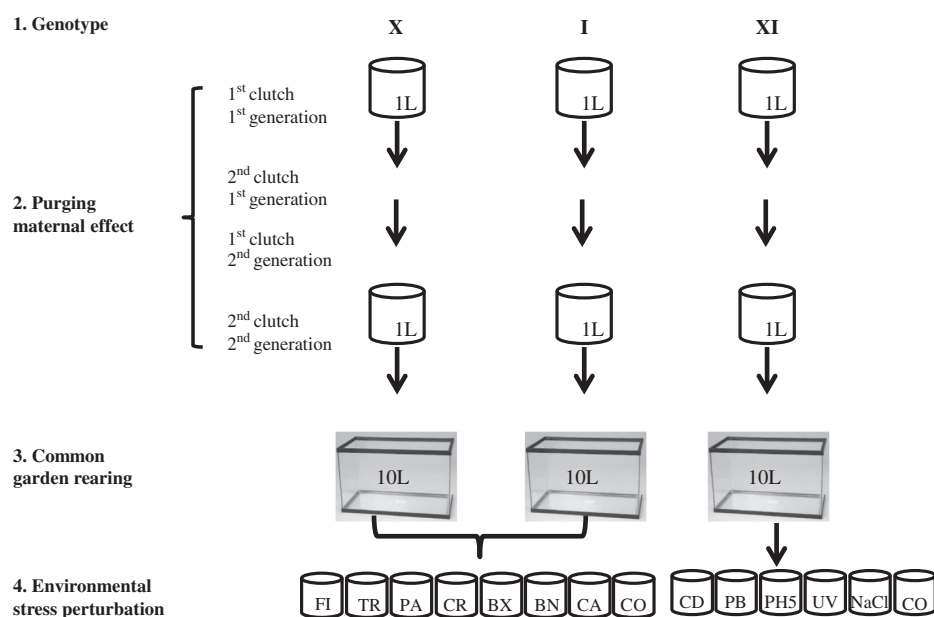 1. Genotype X I XI
1L 1L 1L
1st clutch
1st generation
2nd clutch
1st generation
2. Purging
maternal effect
1st clutch
2nd generation
1L 1L 1L
2nd clutch
2nd generation
3. Common
garden rearing
10L 10L 10L
4. Environmental
stress perturbation
FI TR PA CR BX BN CA CO CD PB PH5 UV NaCl CO